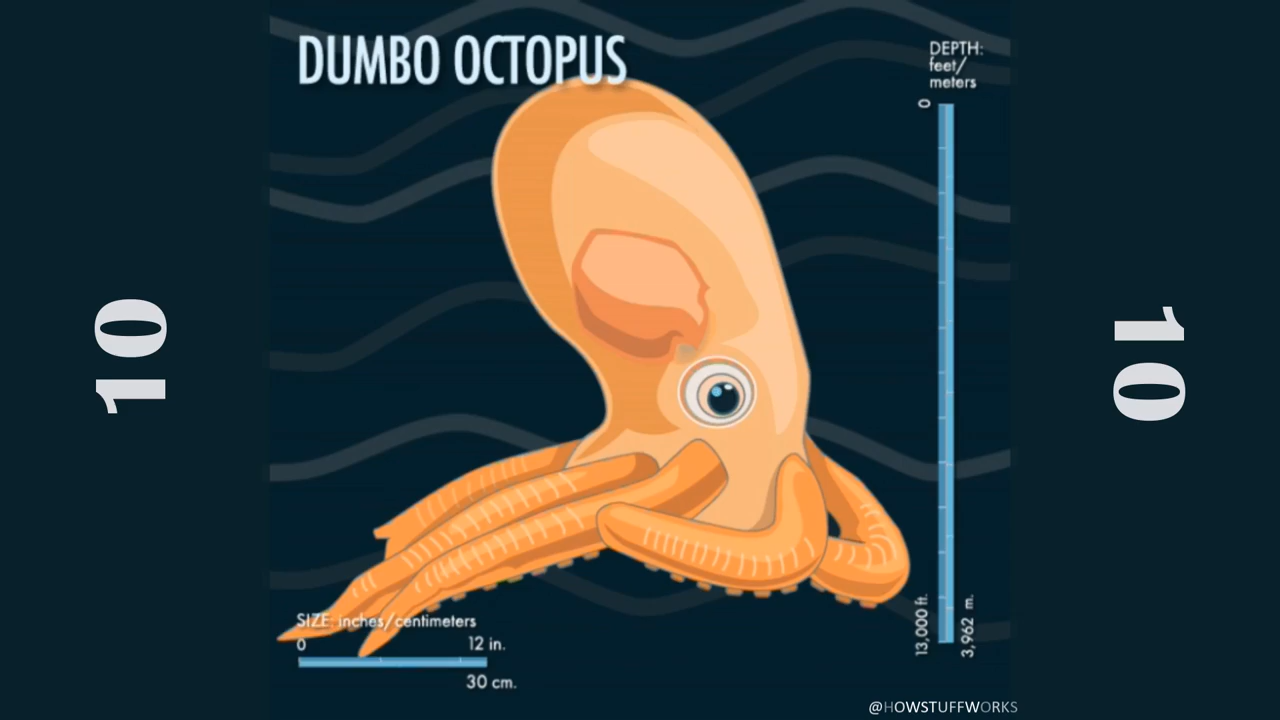 DUMBO OCTOPUS
DEPTH:
feet/
meters
0
10
10
13,000 ft.
3,962 m.
SIZE: inches/centimeters
0
12 in.
30 cm.
@HOWSTUFFWORKS